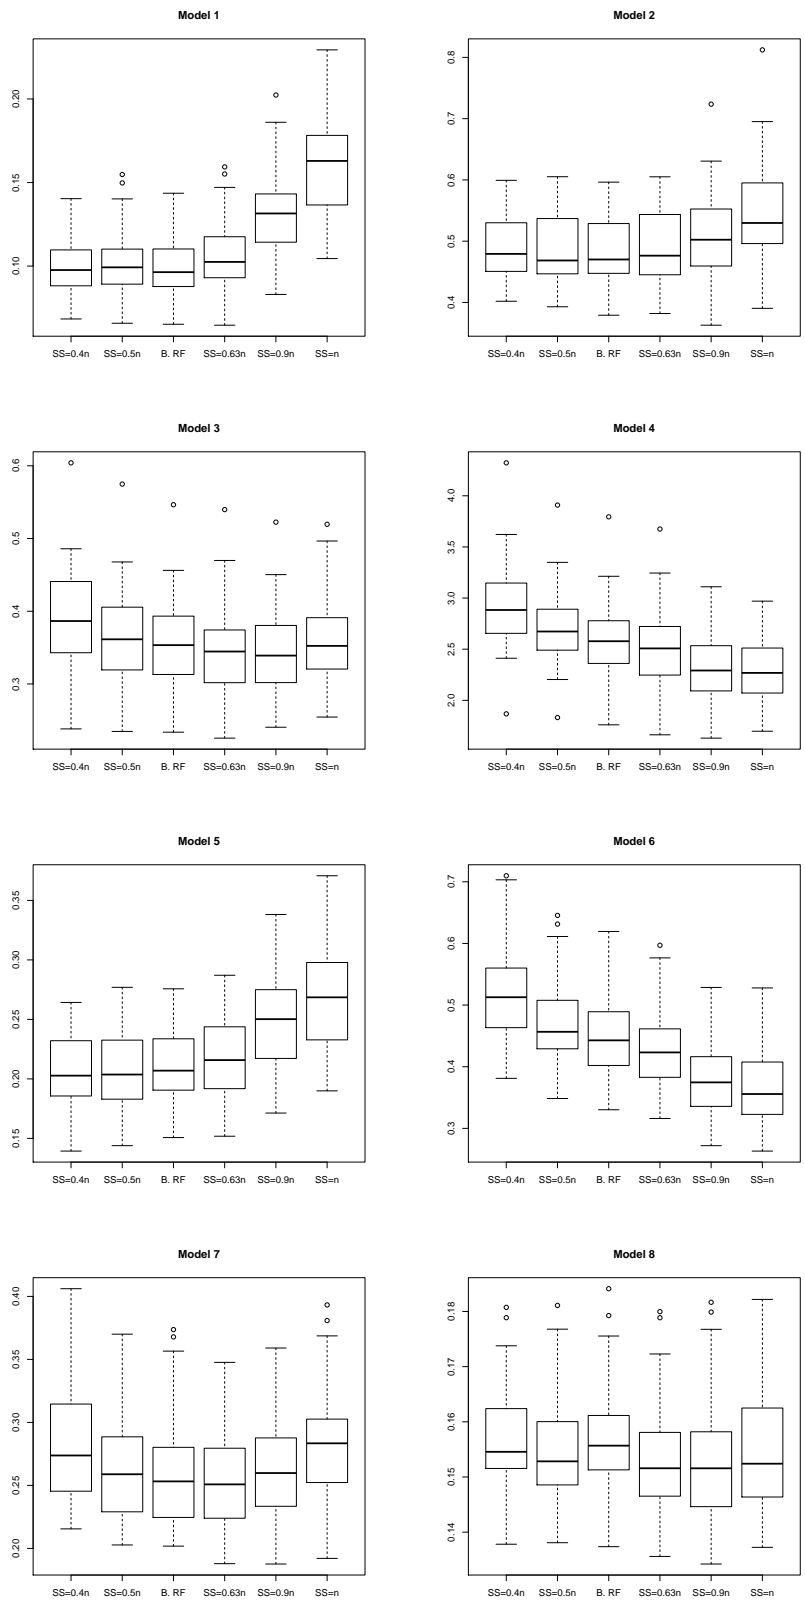 Model 1
0.20
0.15
0.10
SS=0.4n SS=0.5n B. RF SS=0.63n SS=0.9n SS=n
Model 2
0.8
0.7
0.6
0.5
0.4
SS=0.4n SS=0.5n B. RF SS=0.63n SS=0.9n SS=n
Model 3
0.6
0.5
0.4
0.3
SS=0.4n SS=0.5n B. RF SS=0.63n SS=0.9n SS=n
Model 4
4.0
3.5
3.0
2.5
2.0
SS=0.4n SS=0.5n B. RF SS=0.63n SS=0.9n SS=n
Model 5
0.35
0.30
0.25
0.20
0.15
SS=0.4n SS=0.5n B. RF SS=0.63n SS=0.9n SS=n
Model 6
0.7
0.6
0.5
0.4
0.3
SS=0.4n SS=0.5n B. RF SS=0.63n SS=0.9n SS=n
Model 7
0.40
0.35
0.30
0.25
0.20
SS=0.4n SS=0.5n B. RF SS=0.63n SS=0.9n SS=n
Model 8
0.18
0.17
0.16
0.15
0.14
SS=0.4n SS=0.5n B. RF SS=0.63n SS=0.9n SS=n